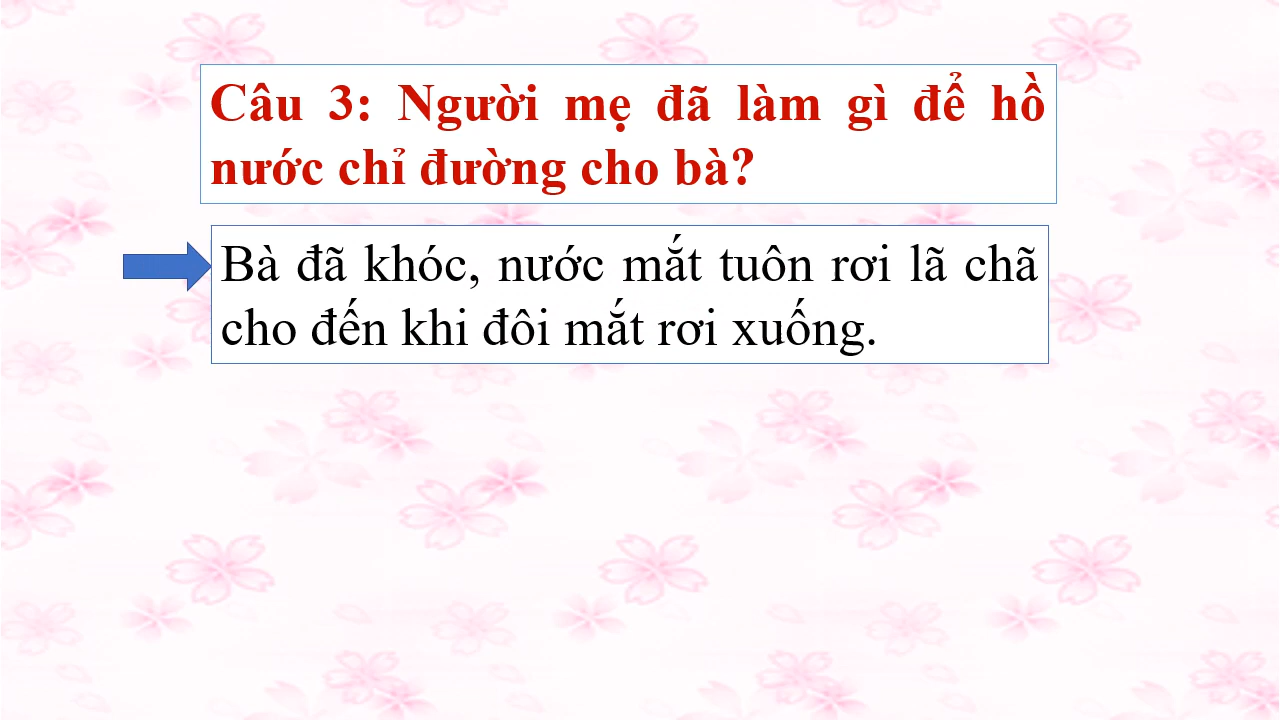 Câu 3: Người mẹ đã làm gì để hồ
nước chỉ đường cho bà?
Bà đã khóc, nước mắt tuôn rơi lã chã
cho đến khi đôi mắt rơi xuống.